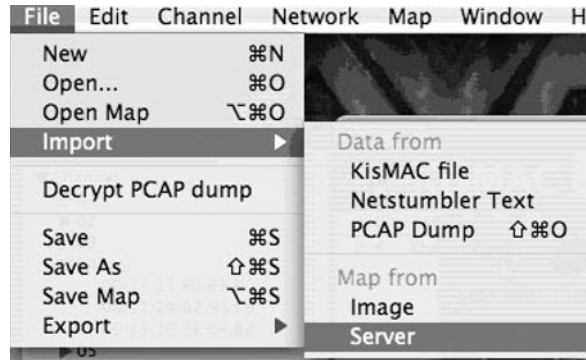 File Edit Channel Network Map Window H
New ⌘N
Open... ⌘O
Open Map ⌥⌘O
Import ▶
Decrypt PCAP dump
Save ⌘S
Save As ⇧⌘S
Save Map ⌥⌘S
Export ▶
Data from
KisMAC file
Netstumbler Text
PCAP Dump ⇧⌘O
Map from
Image
Server
05